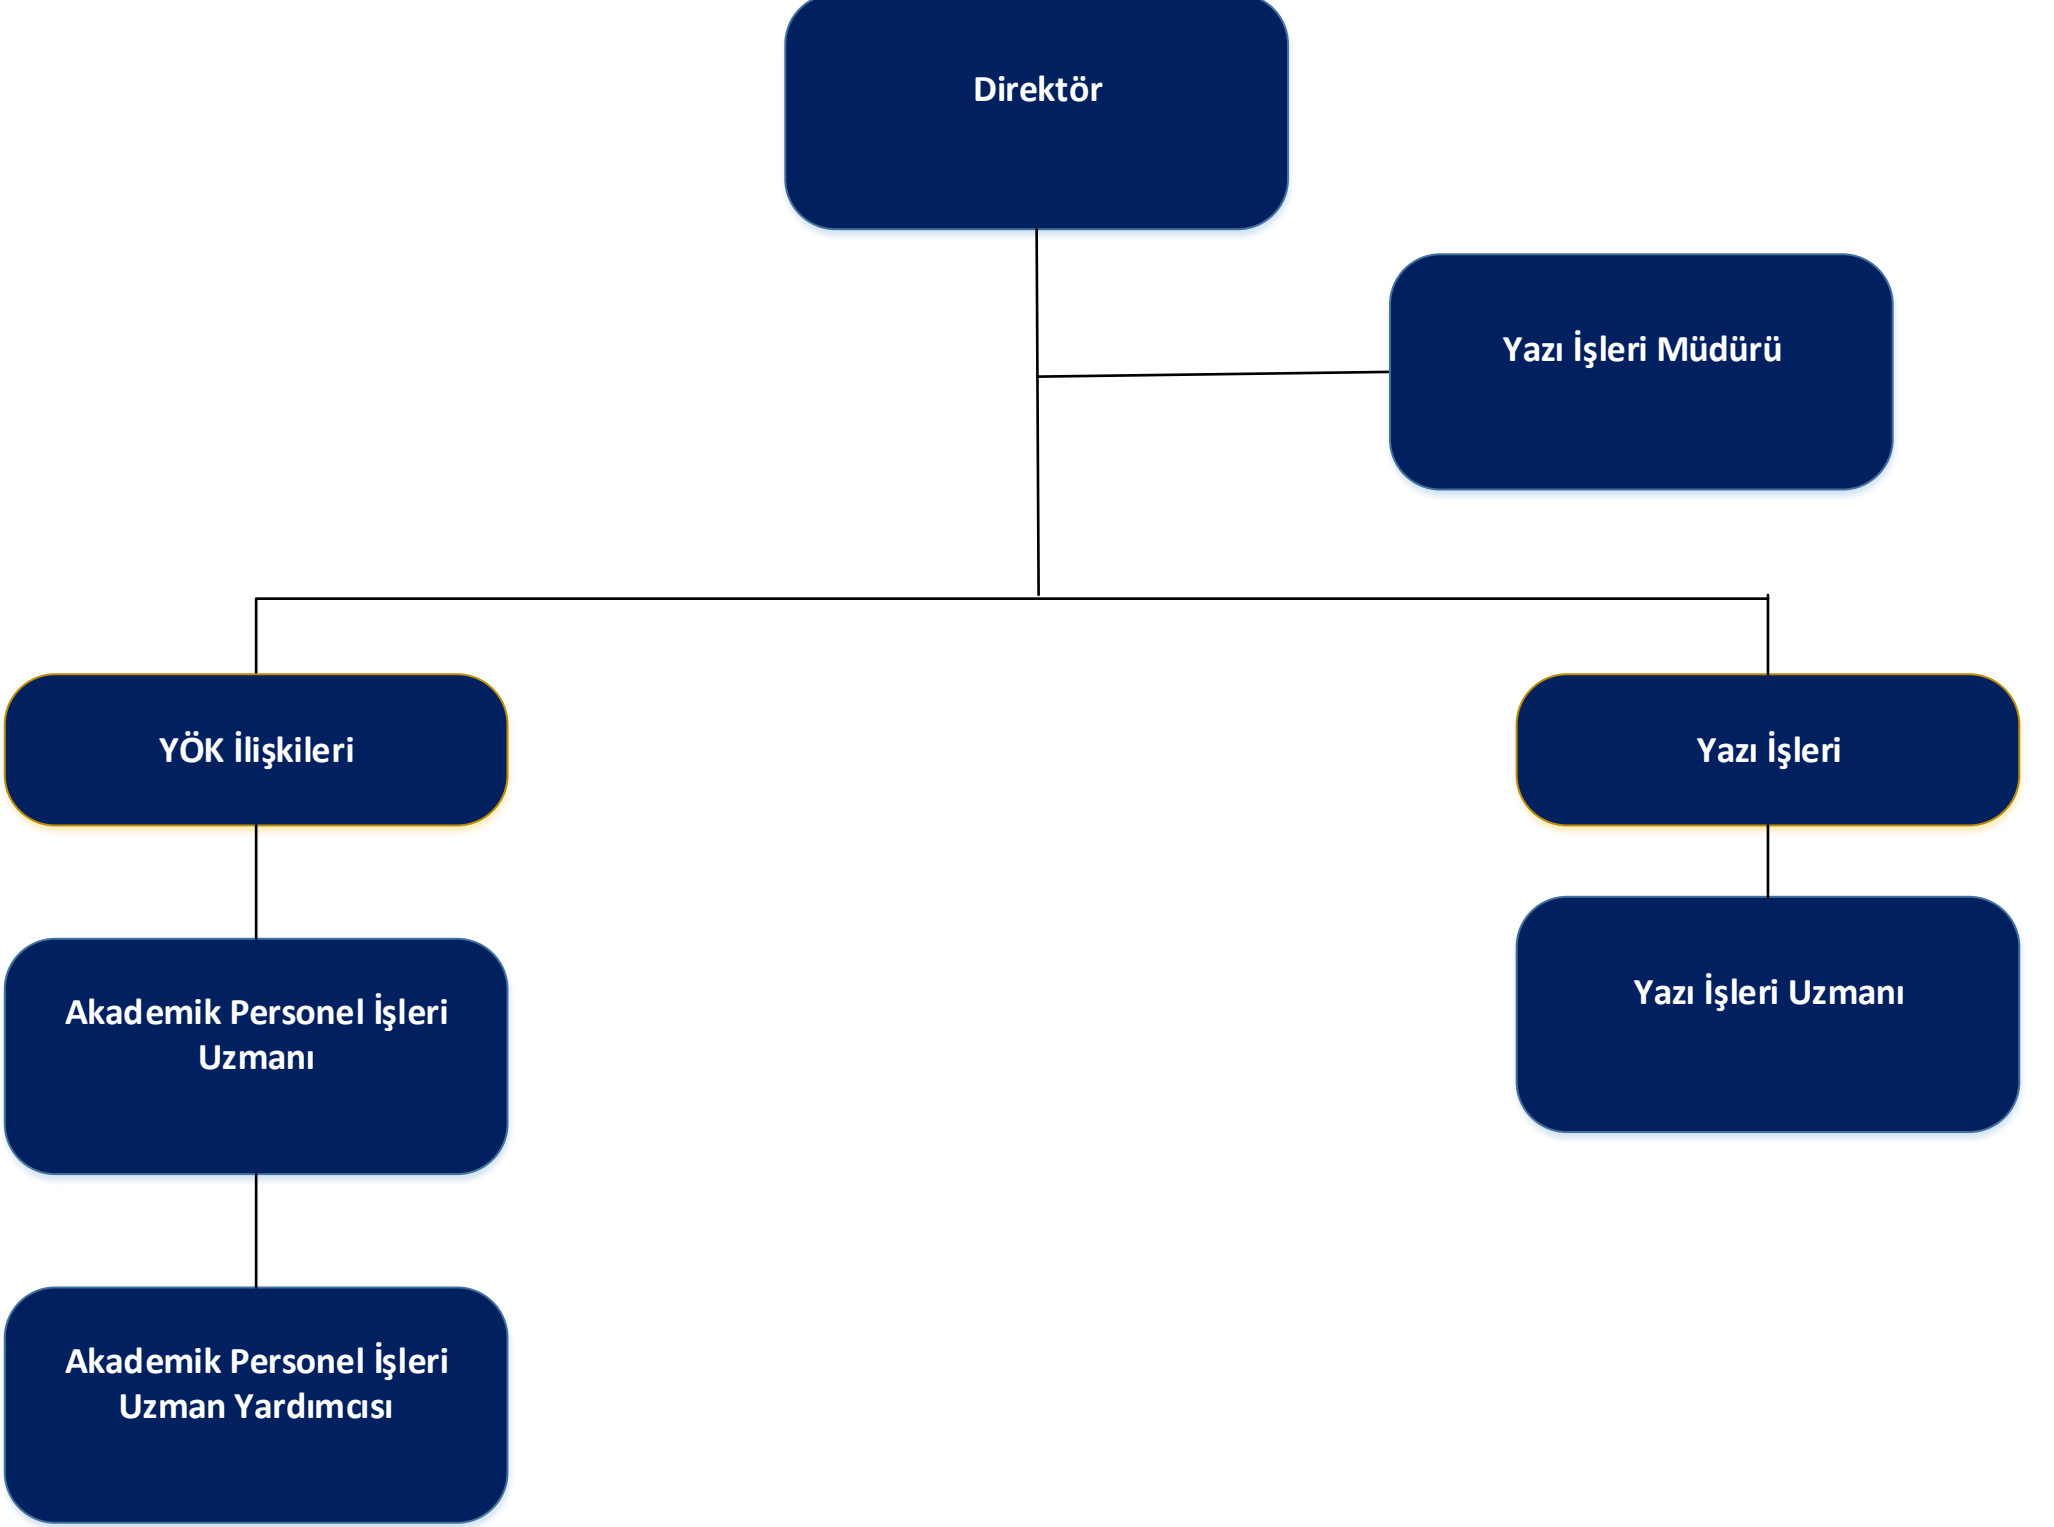 Direktör
Yazı İşleri Müdürü
YÖK İlişkileri
Yazı İşleri
Akademik Personel İşleri
Uzmanı
Yazı İşleri Uzmanı
Akademik Personel İşleri
Uzman Yardımcısı